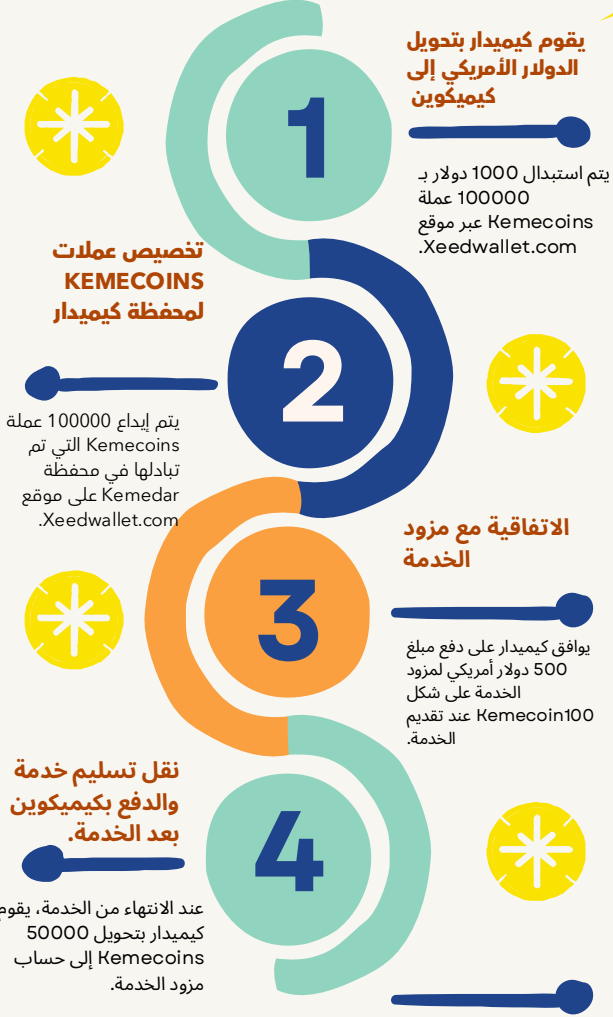 1
يقوم كيميدار بتحويل
الدولار الأمريكي إلى
كيميكوين
يتم استبدال 1000 دولار بـ
100000 عملة
Kemecoins عبر موقع
Xeedwallet.com.
2
تخصيص عملات
KEMECOINS
لمحفظة كيميدار
يتم إيداع 100000 عملة
Kemecoins التي تم
تبادلها في محفظة
Kemedar على موقع
Xeedwallet.com.
3
الاتفاقية مع مزود
الخدمة
يوافق كيميدار على دفع مبلغ
500 دولار أمريكي لمزود
الخدمة على شكل
Kemecoin100 عند تقديم
الخدمة.
4
نقل تسليم خدمة
والدفع بكيميكوين
بعد الخدمة.
عند الانتهاء من الخدمة، يقوم
كيميدار بتحويل 50000
Kemecoins إلى حساب
مزود الخدمة.